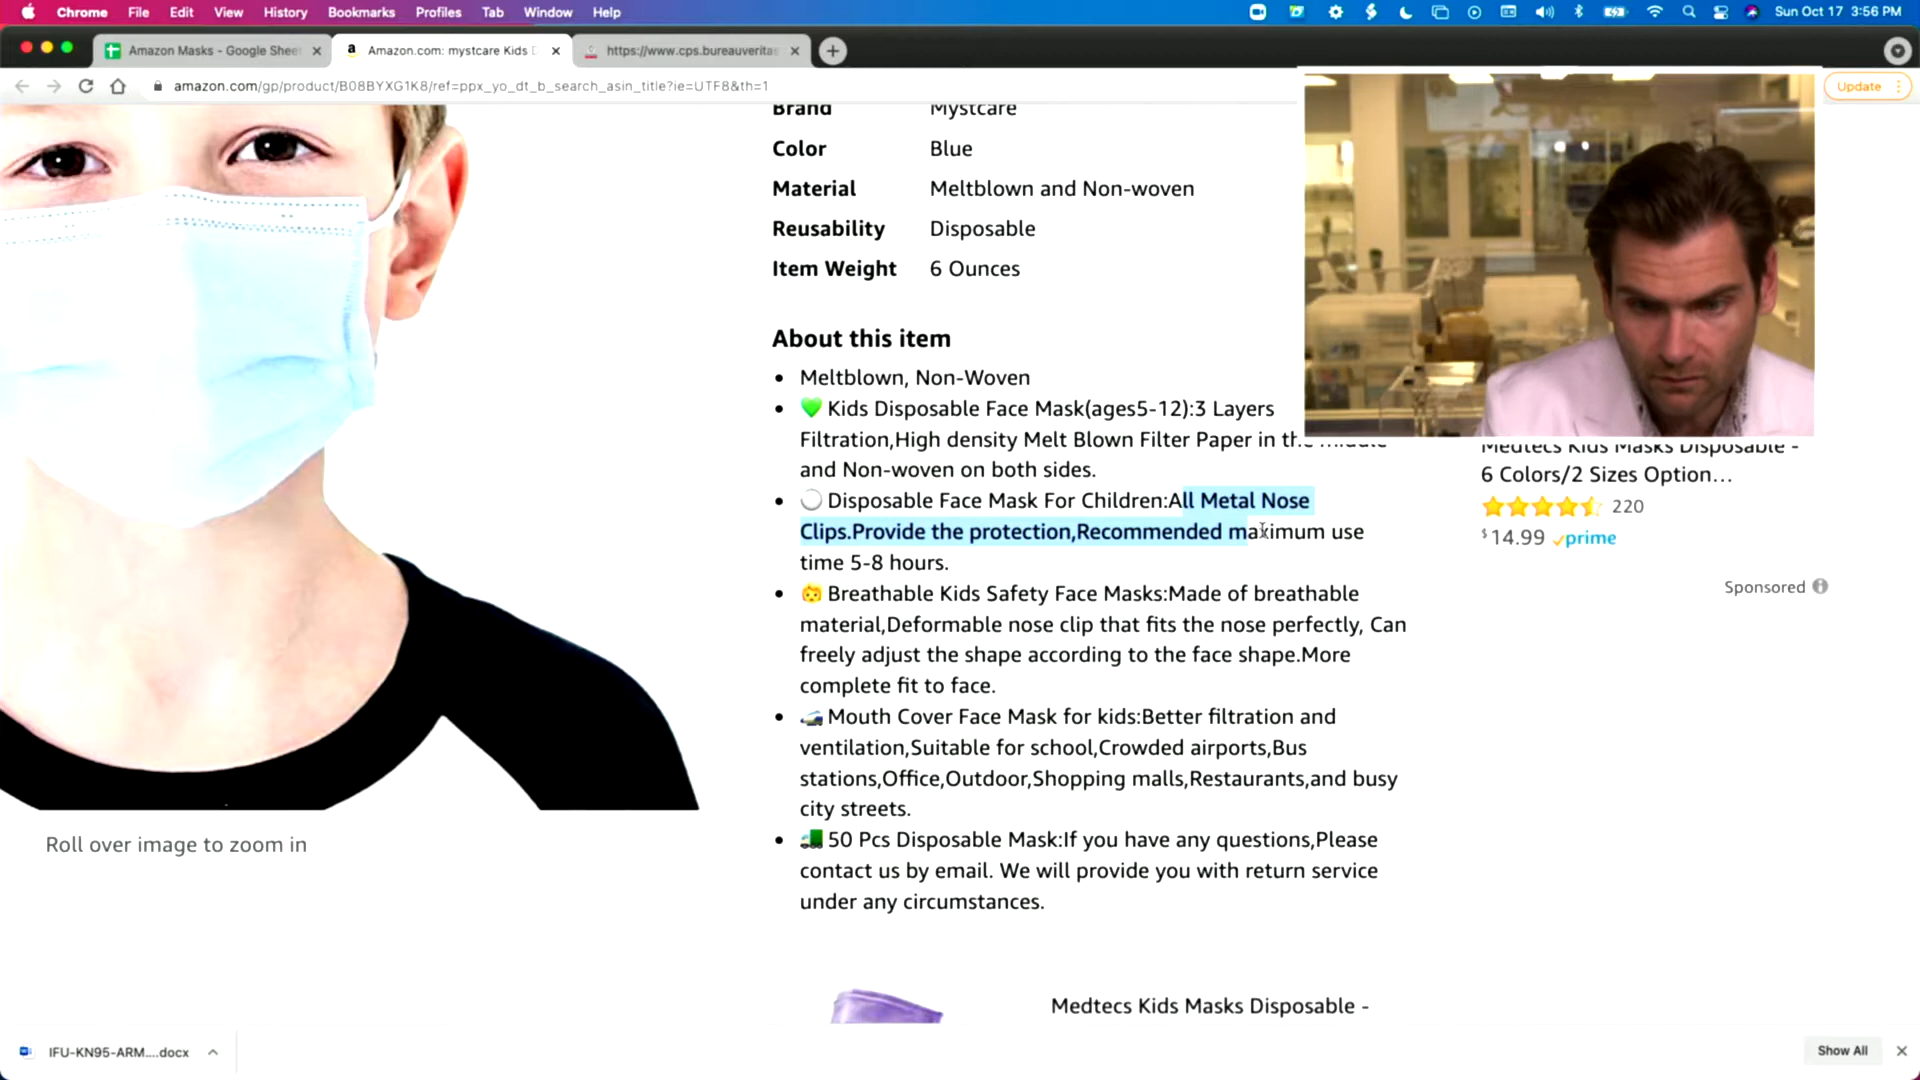 Chrome File Edit View History Bookmarks Profiles Tab Window Help
Sun Oct 17 3:56 PM
Amazon Masks - Google Shee
Amazon.com: mystcare Kids D
https://www.cps.bureauverita
amazon.com/gp/product/B08BYXG1K8/ref=ppx_yo_dt_b_search_asin_title?ie=UTF8&th=1
Update
Brand Mystcare
Color Blue
Material Meltblown and Non-woven
Reusability Disposable
Item Weight 6 Ounces
About this item
Meltblown, Non-Woven
💚 Kids Disposable Face Mask(ages5-12):3 Layers
Filtration,High density Melt Blown Filter Paper in the middle
and Non-woven on both sides.
Disposable Face Mask For Children:All Metal Nose
Clips.Provide the protection,Recommended maximum use
time 5-8 hours.
Breathable Kids Safety Face Masks:Made of breathable
material,Deformable nose clip that fits the nose perfectly, Can
freely adjust the shape according to the face shape.More
complete fit to face.
Mouth Cover Face Mask for kids:Better filtration and
ventilation,Suitable for school,Crowded airports,Bus
stations,Office,Outdoor,Shopping malls,Restaurants,and busy
city streets.
50 Pcs Disposable Mask:If you have any questions,Please
contact us by email. We will provide you with return service
under any circumstances.
Medtecs Kids Masks Disposable -
6 Colors/2 Sizes Option...
220
$14.99 prime
Sponsored
Roll over image to zoom in
Medtecs Kids Masks Disposable -
IFU-KN95-ARM....docx
Show All